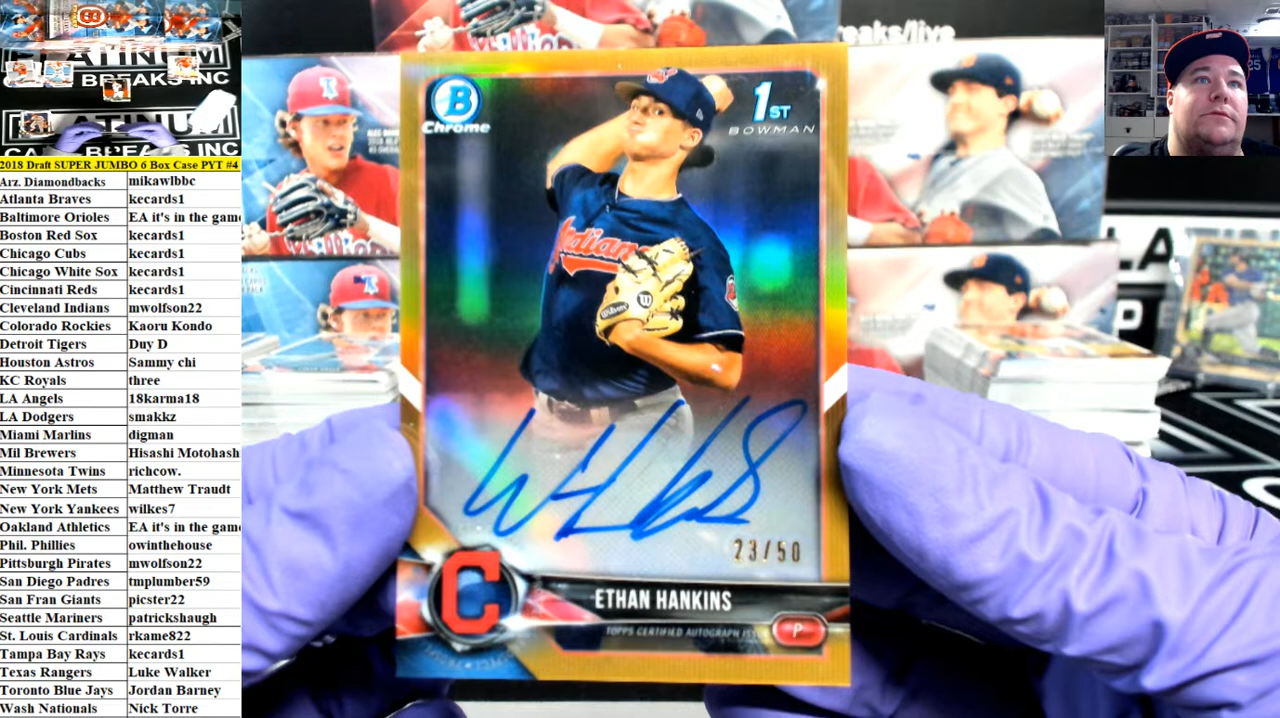 PLATINUM
BREAKS INC
2018 Draft SUPER JUMBO 6 Box Case PYT #4
Arz. Diamondbacks mikawlbbc
Atlanta Braves kecards1
Baltimore Orioles EA it's in the game
Boston Red Sox kecards1
Chicago Cubs kecards1
Chicago White Sox kecards1
Cincinnati Reds kecards1
Cleveland Indians mwolfson22
Colorado Rockies Kaoru Kondo
Detroit Tigers Duy D
Houston Astros Sammy chi
KC Royals three
LA Angels 18karma18
LA Dodgers smakkz
Miami Marlins digman
Mil Brewers Hisashi Motohash
Minnesota Twins richcow.
New York Mets Matthew Traudt
New York Yankees wilkes7
Oakland Athletics EA it's in the game
Phil. Phillies owinthehouse
Pittsburgh Pirates mwolfson22
San Diego Padres tmplumber59
San Fran Giants picster22
Seattle Mariners patrickshaugh
St. Louis Cardinals rkame822
Tampa Bay Rays kecards1
Texas Rangers Luke Walker
Toronto Blue Jays Jordan Barney
Wash Nationals Nick Torre
reaks/live
B
Chrome
1ST
BOWMAN
Indians
Wilson
23/50
C
ETHAN HANKINS
TOPPS CERTIFIED AUTOGRAPH ISSUE
P
25